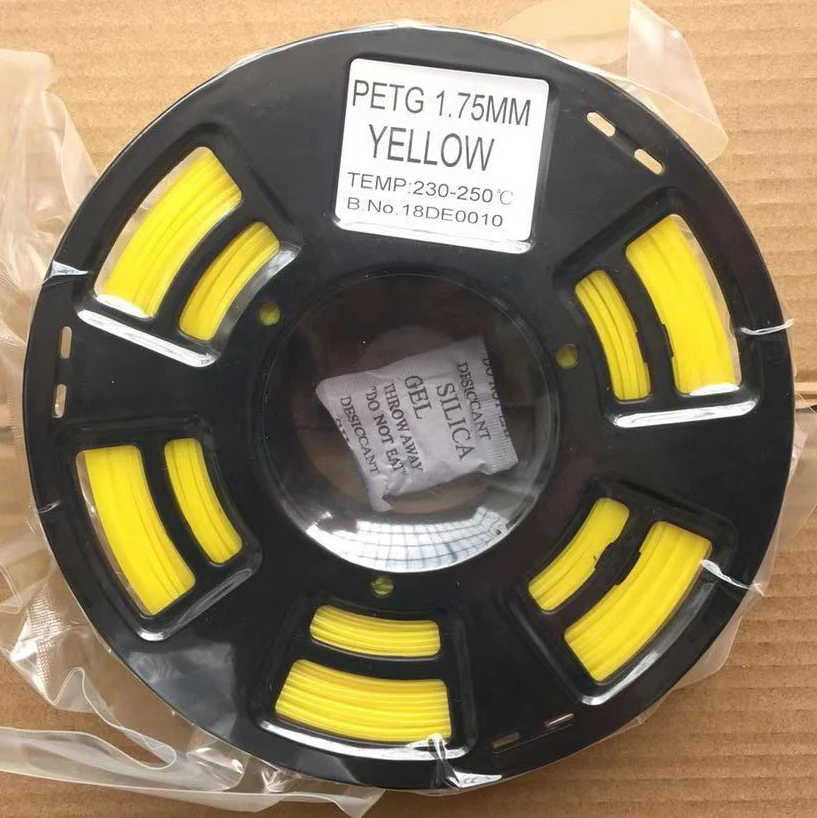 PETG 1.75MM
YELLOW
TEMP:230-250℃
B.No.18DE0010
DESICCANT
SILICA
GEL
THROW AWAY
"DO NOT EAT"
DESICCANT